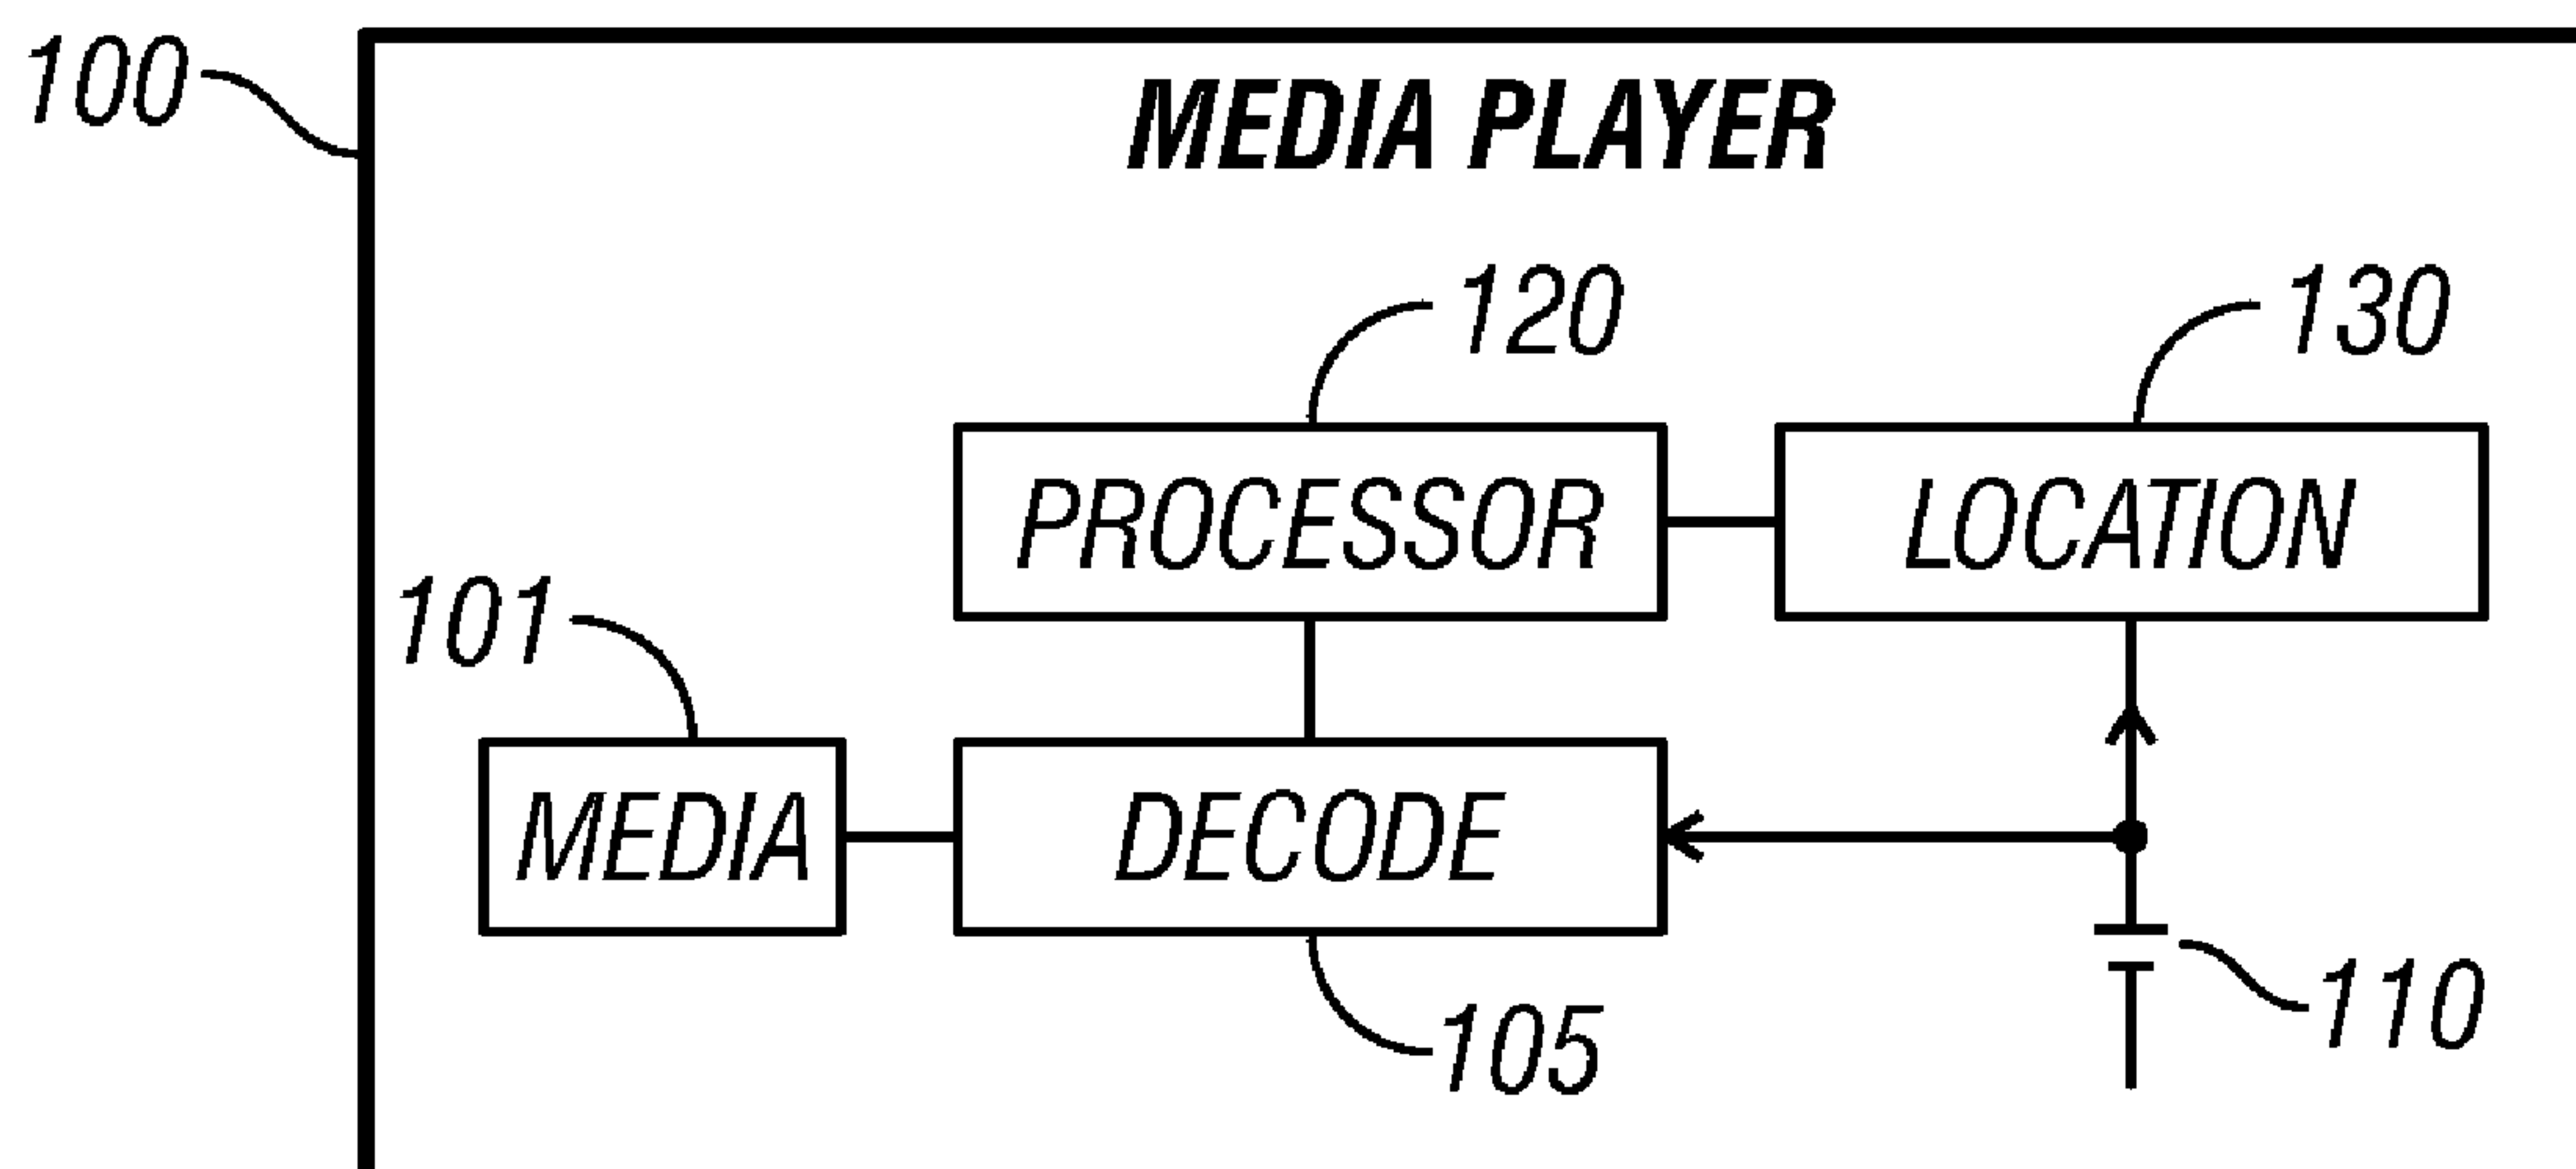 100
MEDIA PLAYER
120
130
PROCESSOR
LOCATION
101
MEDIA
DECODE
110
105